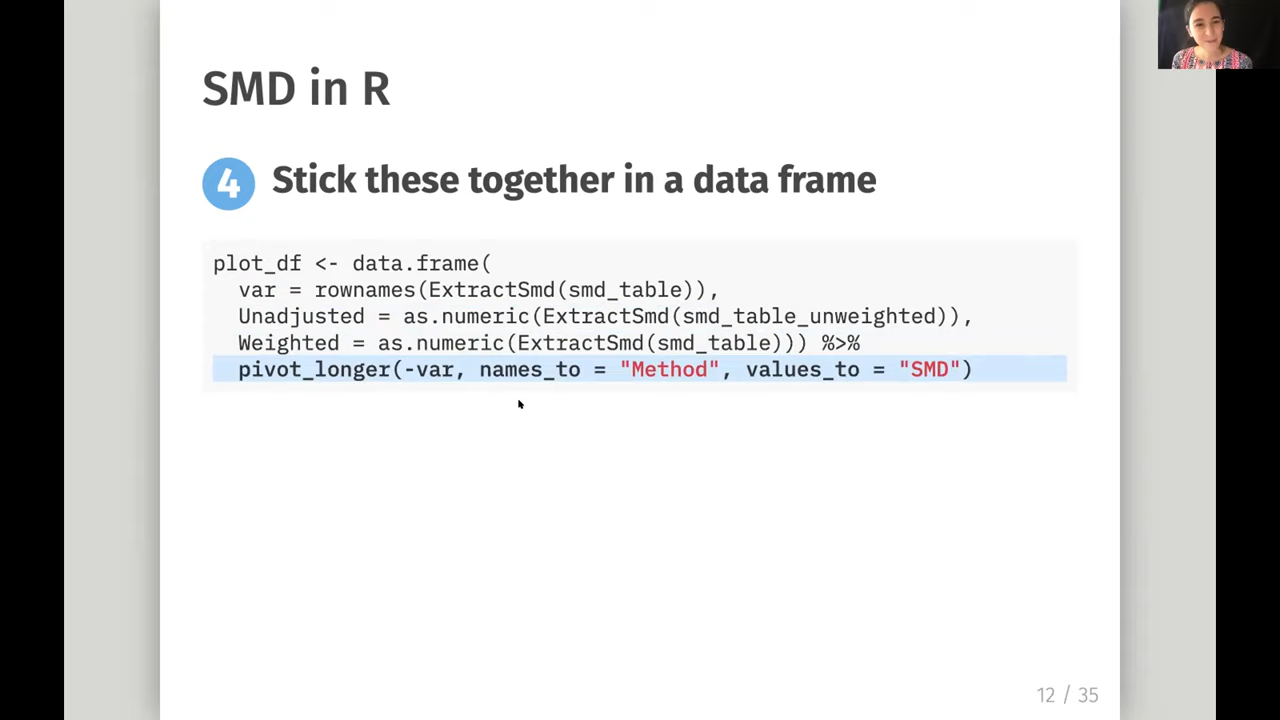 SMD in R
4 Stick these together in a data frame
plot_df <- data.frame(
  var = rownames(ExtractSmd(smd_table)),
  Unadjusted = as.numeric(ExtractSmd(smd_table_unweighted)),
  Weighted = as.numeric(ExtractSmd(smd_table))) %>%
  pivot_longer(-var, names_to = "Method", values_to = "SMD")
12 / 35